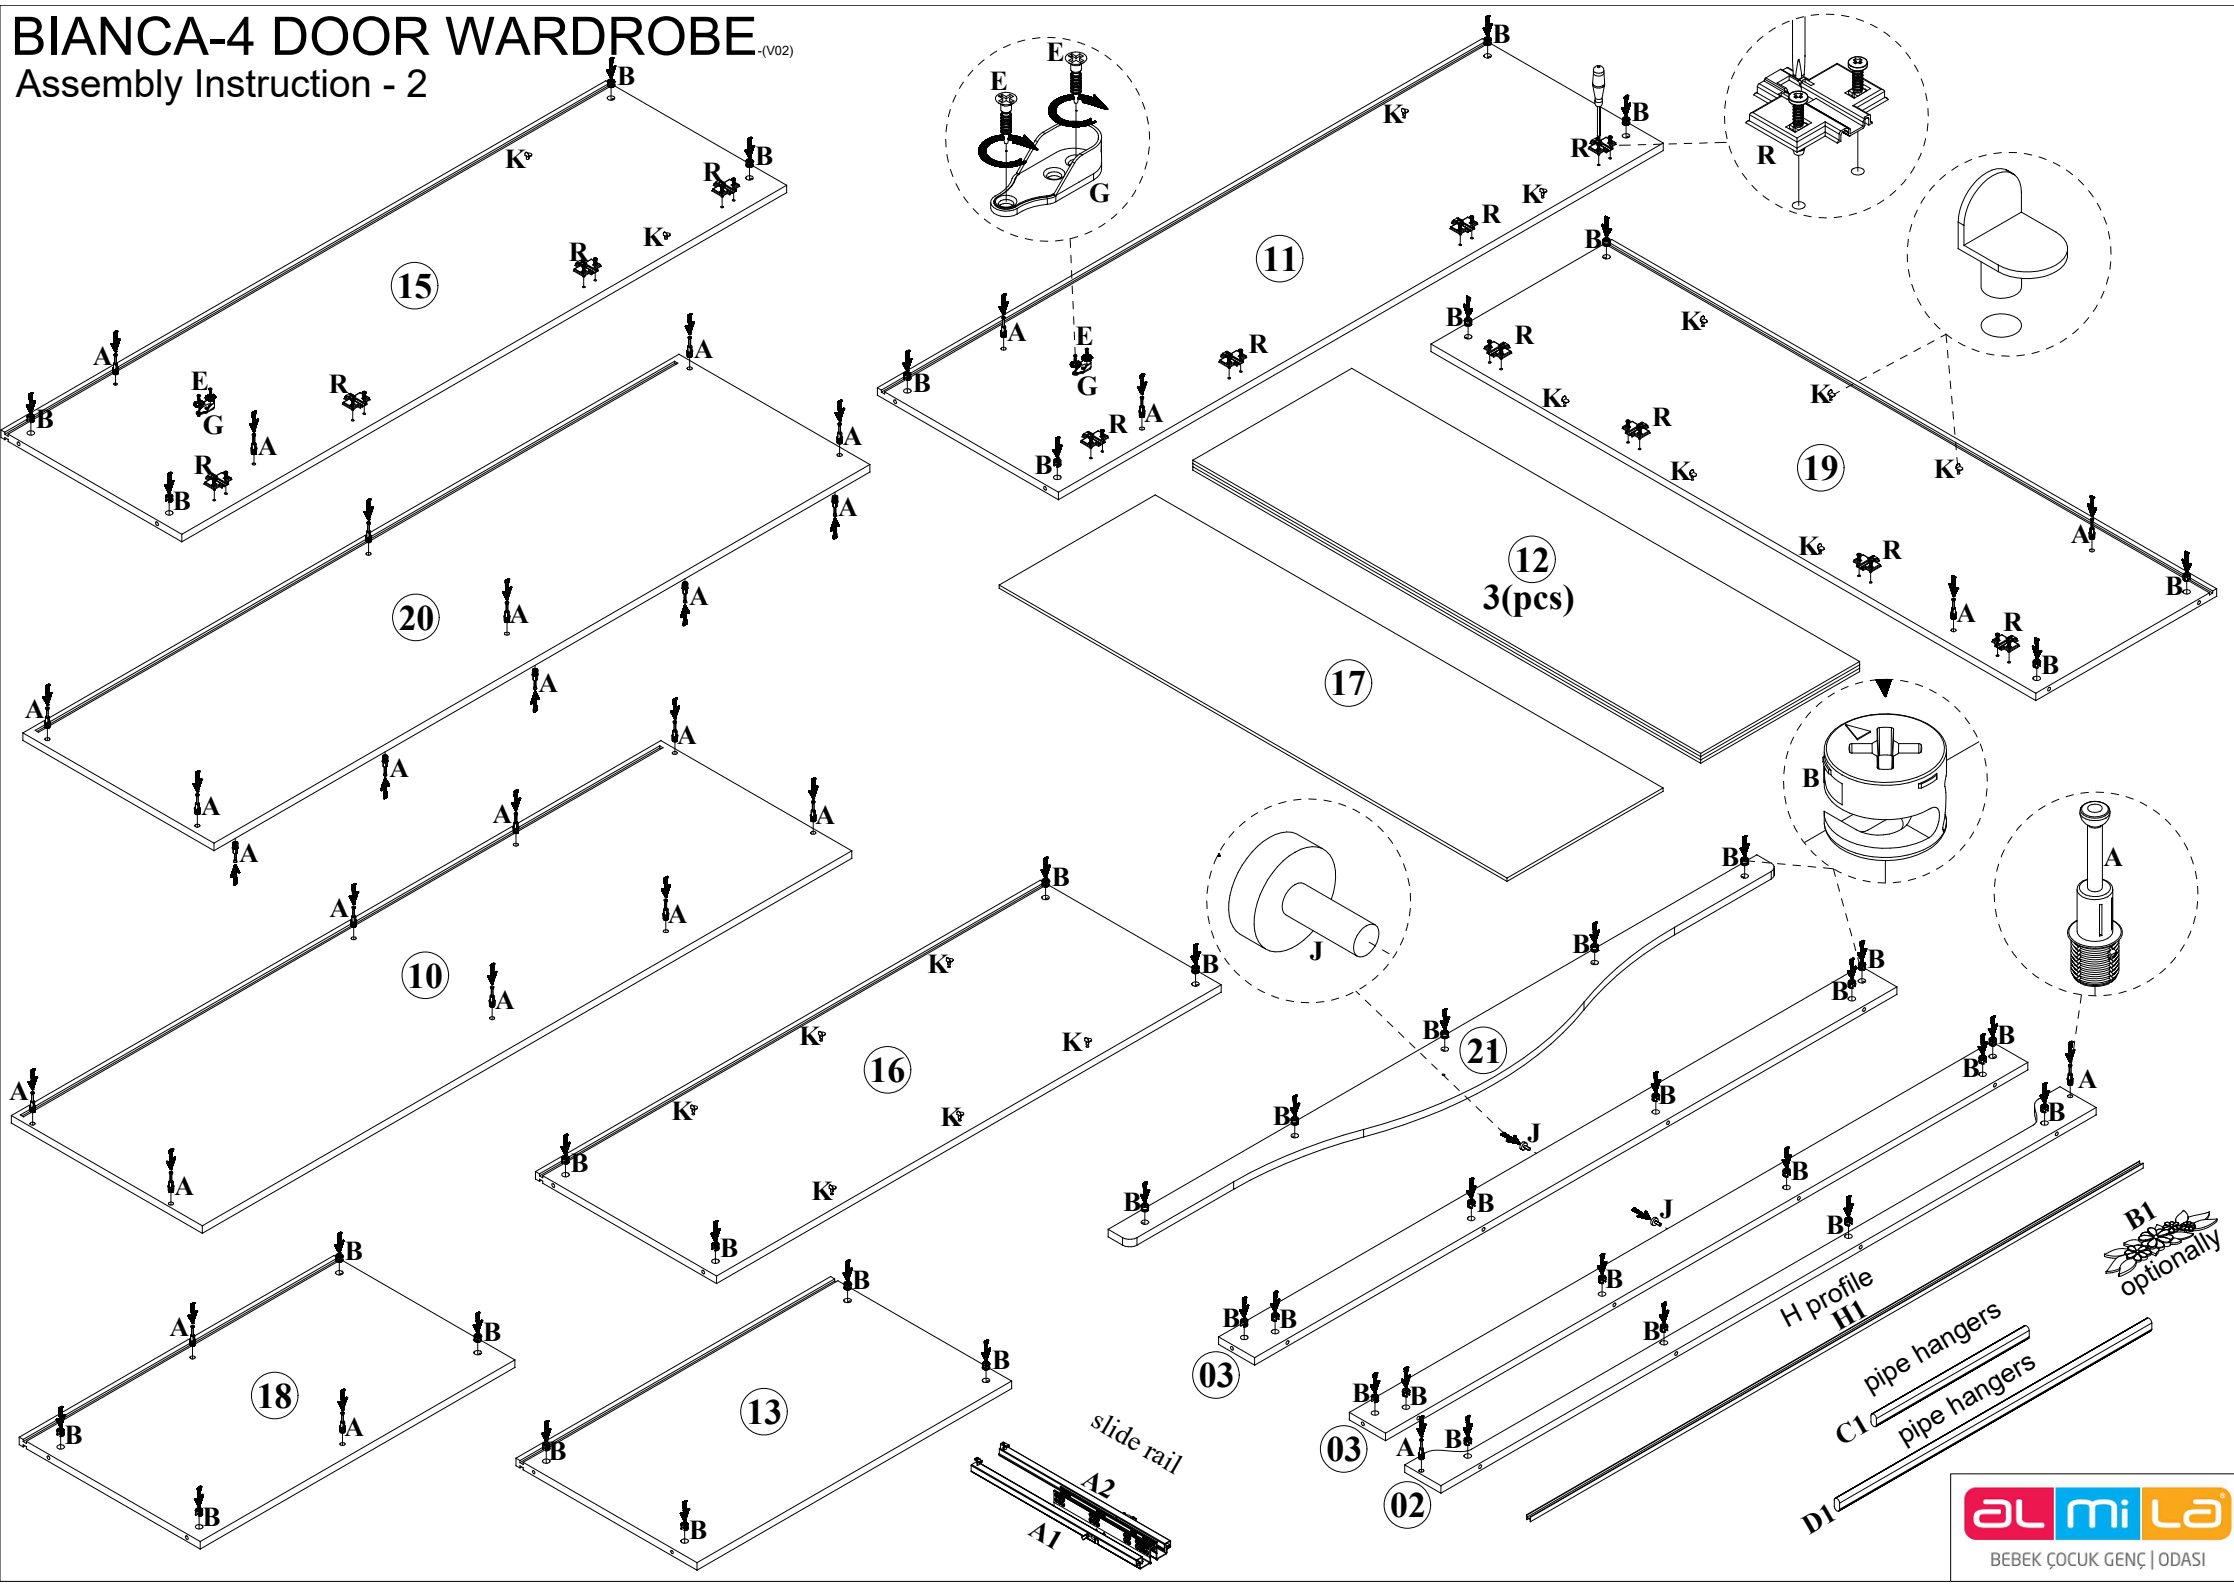 BIANCA-4 DOOR WARDROBE-(V02)
Assembly Instruction - 2
B
B
K
R
K
R
15
A
E
G
R
B
A
R
B
E
E
G
B
K
B
R
K
R
11
A
E
G
R
B
A
R
B
R
B
B
R
K
K
K
R
K
K
19
K
R
A
A
R
B
B
A
A
A
A
20
A
A
A
A
A
A
A
12
3(pcs)
17
A
A
A
A
A
10
A
A
A
B
B
K
K
K
16
K
K
K
B
B
J
B
A
B
B
B
21
B
B
J
B
B
B
B
B
B
03
B
B
B
J
B
B
B
03
A
B
B
B
A
B
02
B
B
A
18
A
B
B
B
B
13
B
B
slide rail
A2
A1
H profile
H1
B1
optionally
pipe hangers
C1
pipe hangers
D1
aLmiLa
BEBEK ÇOCUK GENÇ | ODASI